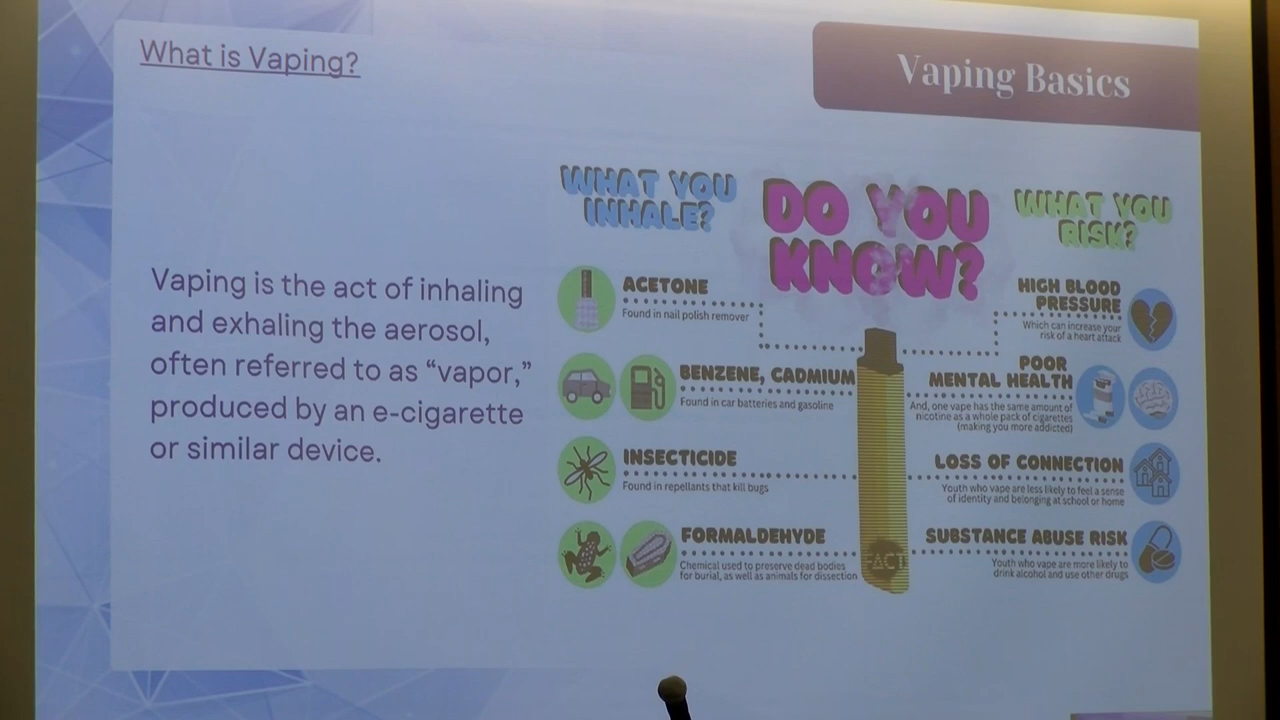 What is Vaping?
Vaping Basics
Vaping is the act of inhaling
and exhaling the aerosol,
often referred to as “vapor,”
produced by an e-cigarette
or similar device.
WHAT YOU
INHALE?
DO YOU
KNOW?
WHAT YOU
RISK?
ACETONE
Found in nail polish remover
BENZENE, CADMIUM
Found in car batteries and gasoline
INSECTICIDE
Found in repellants that kill bugs
FORMALDEHYDE
Chemical used to preserve dead bodies
for burial, as well as animals for dissection
FACT
HIGH BLOOD
PRESSURE
Which can increase your
risk of a heart attack
POOR
MENTAL HEALTH
And, one vape has the same amount of
nicotine as a whole pack of cigarettes
(making you more addicted)
LOSS OF CONNECTION
Youth who vape are less likely to feel a sense
of identity and belonging at school or home
SUBSTANCE ABUSE RISK
Youth who vape are more likely to
drink alcohol and use other drugs